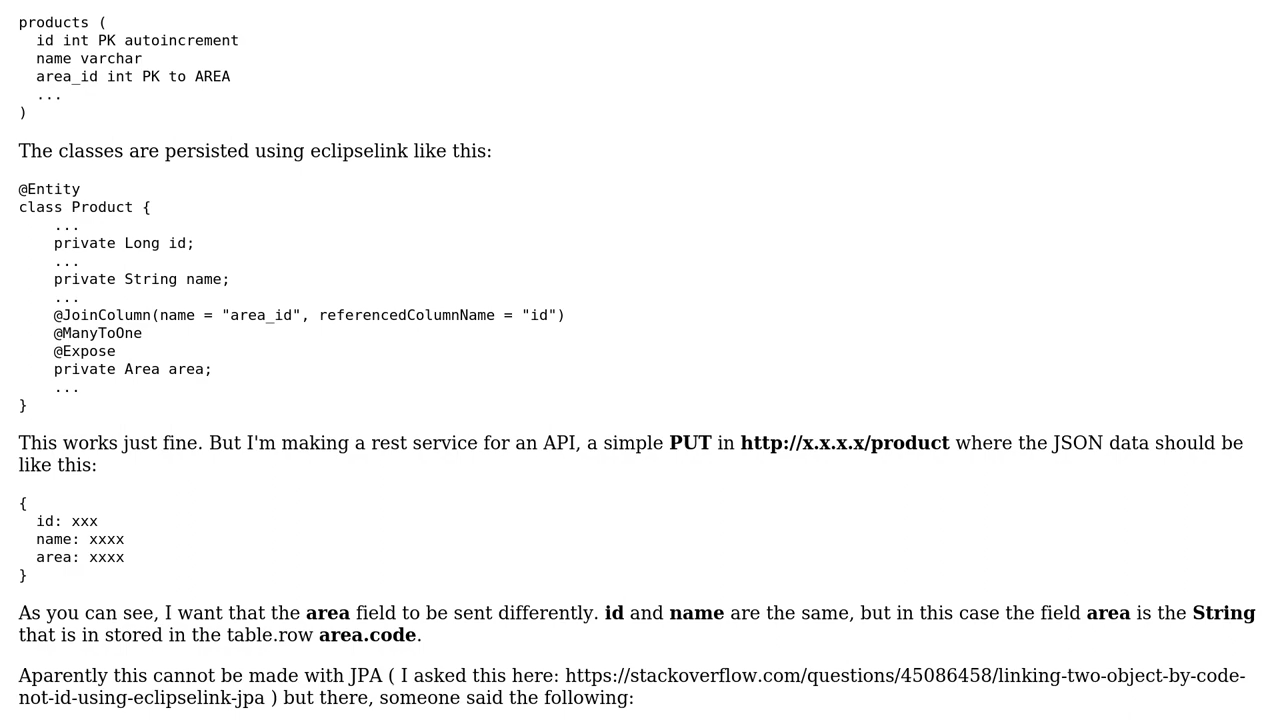 products (
  id int PK autoincrement
  name varchar
  area_id int PK to AREA
  ...
)
The classes are persisted using eclipselink like this:
@Entity
class Product {
    ...
    private Long id;
    ...
    private String name;
    ...
    @JoinColumn(name = "area_id", referencedColumnName = "id")
    @ManyToOne
    @Expose
    private Area area;
    ...
}
This works just fine. But I'm making a rest service for an API, a simple PUT in http://x.x.x.x/product where the JSON data should be
like this:
{
  id: xxx
  name: xxxx
  area: xxxx
}
As you can see, I want that the area field to be sent differently. id and name are the same, but in this case the field area is the String
that is in stored in the table.row area.code.
Aparently this cannot be made with JPA ( I asked this here: https://stackoverflow.com/questions/45086458/linking-two-object-by-code-
not-id-using-eclipselink-jpa ) but there, someone said the following: